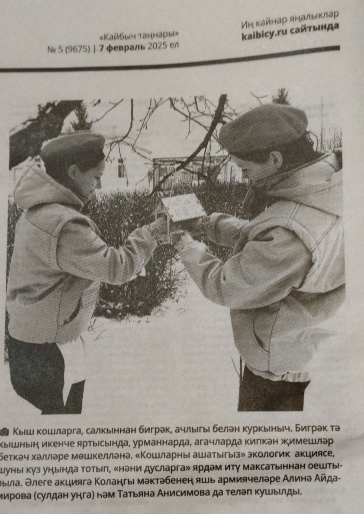 «Кайбыч таңнары»
№ 5 (9675) | 7 февраль 2025 ел
Иң кайнар яңалыклар
kaibicy.ru сайтында
Кыш кошларга, салкыннан бигрәк, ачлыгы белән куркыныч. Бигрәк тә
кышның икенче яртысында, урманнарда, агачларда кипкән җимешләр
беткәч хәлләре мөшкелләнә. «Кошларны ашатыгыз» экологик акциясе,
шуны күз уңында тотып, «нәни дусларга» ярдәм итү максатыннан оешты-
рыла. Әлеге акциягә Колаңгы мәктәбенең яшь армиячеләре Алинә Айда-
мирова (сулдан уңга) һәм Татьяна Анисимова да теләп кушылды.